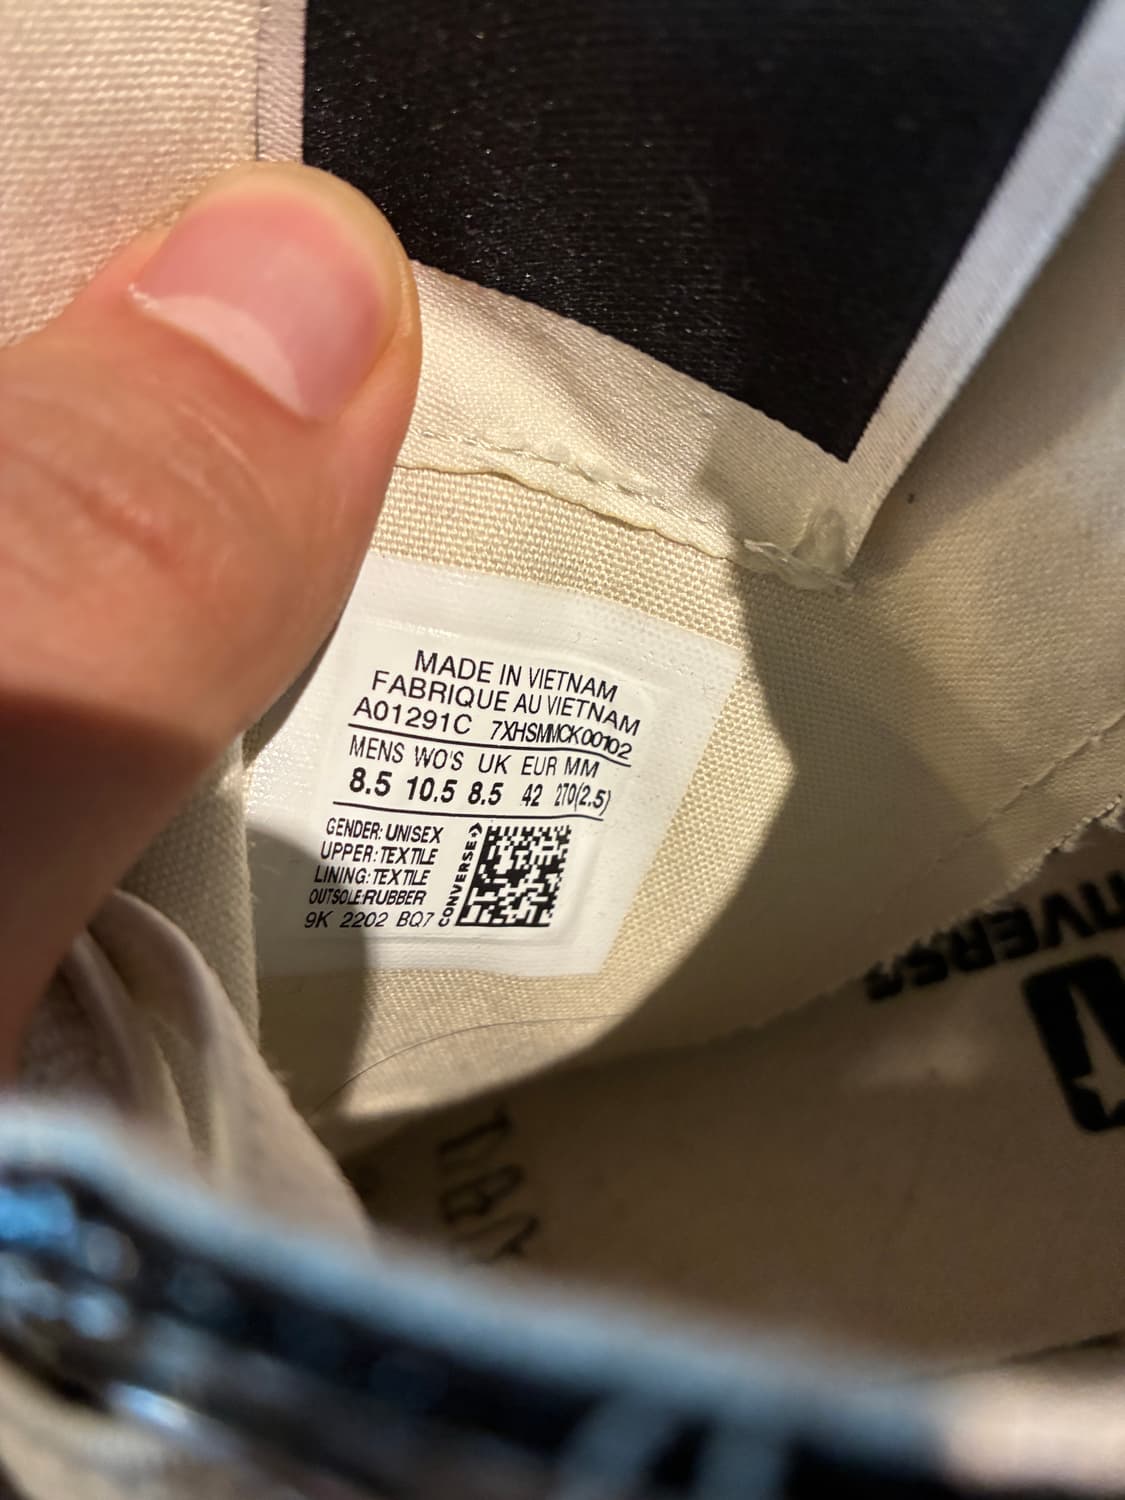 MADE IN VIETNAM
FABRIQUE AU VIETNAM
A01291C 7XHSMMCK00102
MENS WO'S UK EUR MM
8.5 10.5 8.5 42 270(2.5)
GENDER: UNISEX
UPPER: TEXTILE
LINING: TEXTILE
OUTSOLE:RUBBER
9K 2202 BQ7
CONVERSE